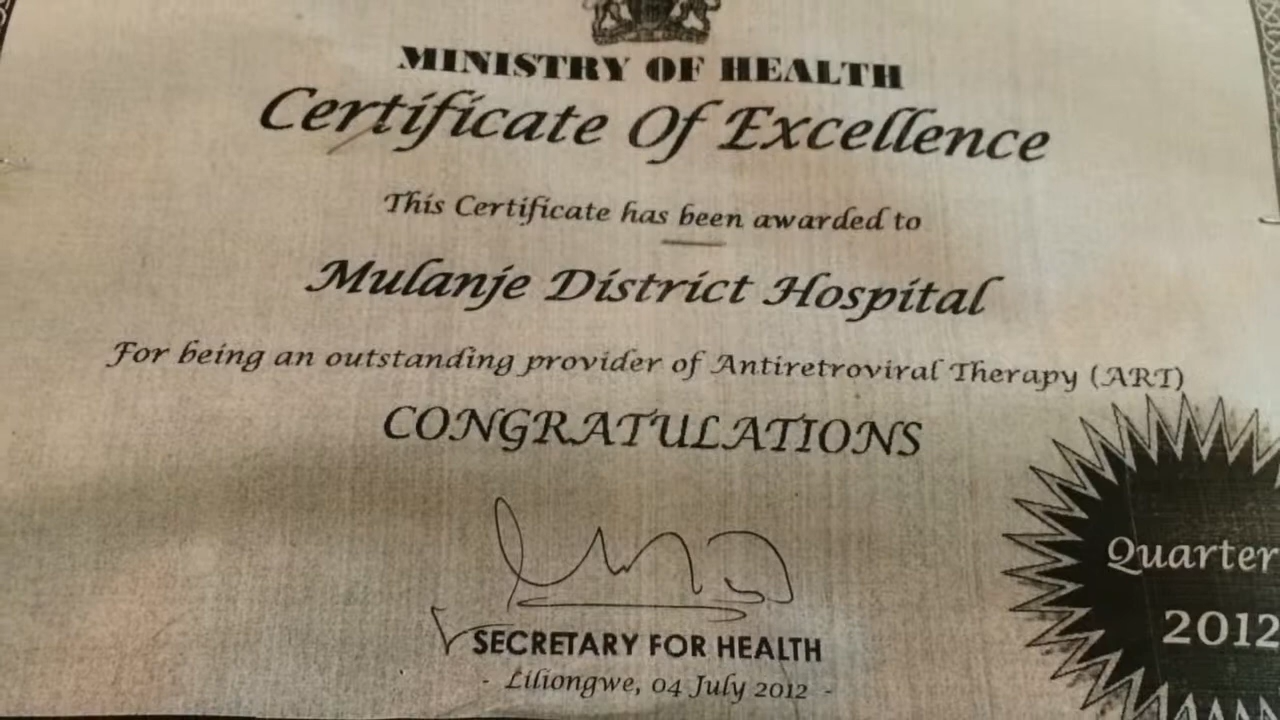 MINISTRY OF HEALTH
Certificate Of Excellence
This Certificate has been awarded to
Mulanje District Hospital
For being an outstanding provider of Antiretroviral Therapy (ART)
CONGRATULATIONS
SECRETARY FOR HEALTH
- Liliongwe, 04 July 2012 -
Quarter
2012